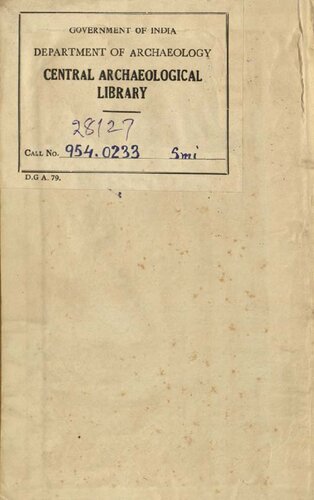 GOVERNMENT OF INDIA
DEPARTMENT OF ARCHAEOLOGY
CENTRAL ARCHAEOLOGICAL
LIBRARY
28127
CALL No. 954.0233 Smi
D.G A. 79.